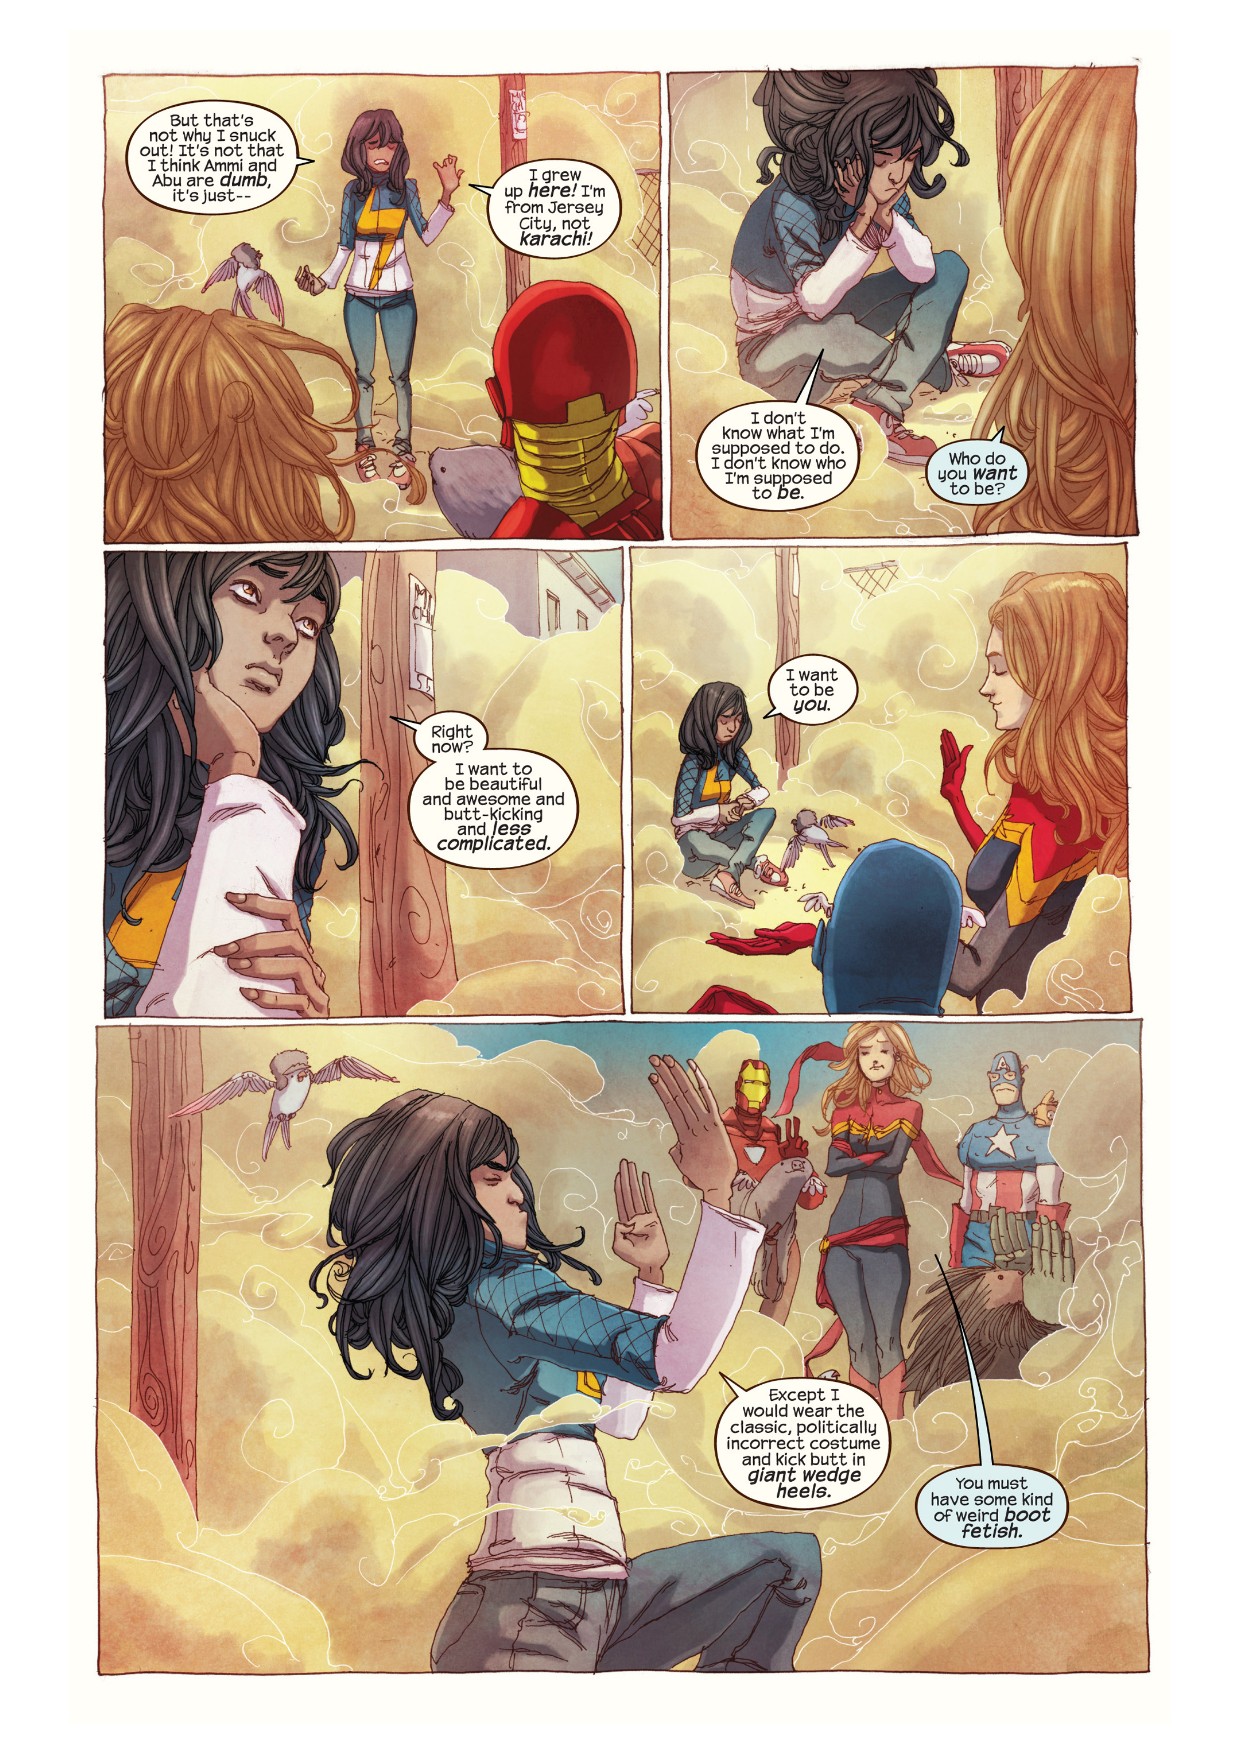 But that's
not why I snuck
out! It's not that
I think Ammi and
Abu are dumb,
it's just--
I grew
up here! I'm
from Jersey
City, not
karachi!
I don't
know what I'm
supposed to do.
I don't know who
I'm supposed
to be.
Who do
you want
to be?
Right
now?
I want to
be beautiful
and awesome and
butt-kicking
and less
complicated.
I want
to be
you.
Except I
would wear the
classic, politically
incorrect costume
and kick butt in
giant wedge
heels.
You must
have some kind
of weird boot
fetish.